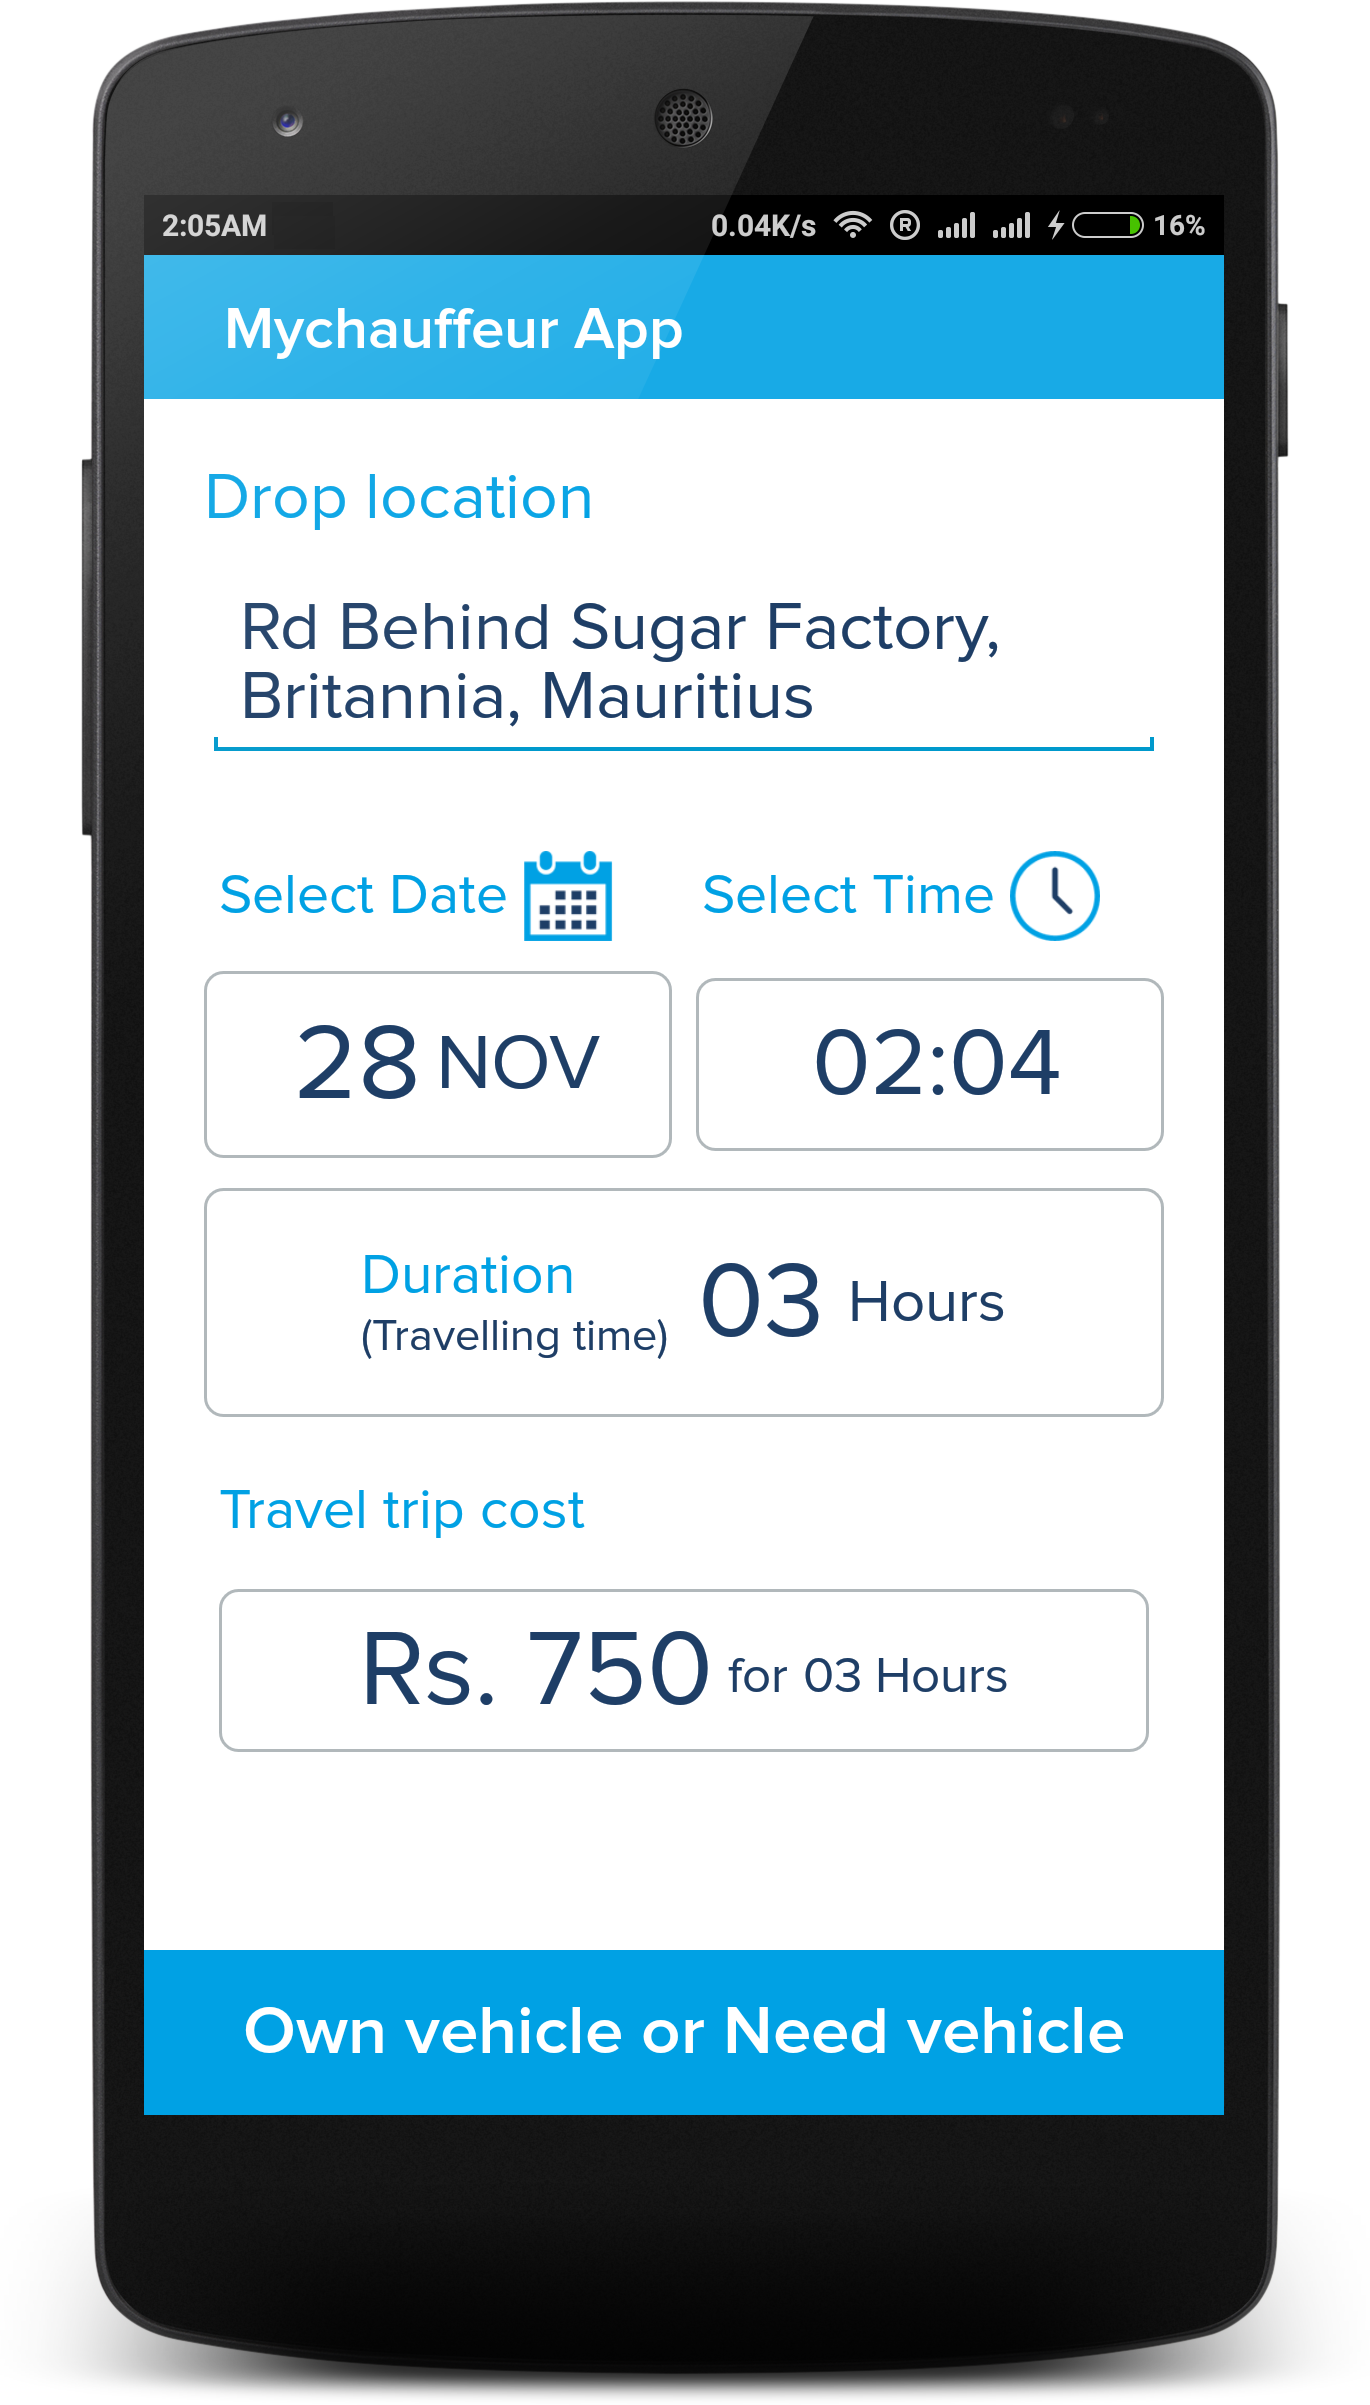 2:05AM 0.04K/s R 16%
Mychauffeur App
Drop location
Rd Behind Sugar Factory,
Britannia, Mauritius
Select Date Select Time
28 NOV 02:04
Duration
(Travelling time) 03 Hours
Travel trip cost
Rs. 750 for 03 Hours
Own vehicle or Need vehicle